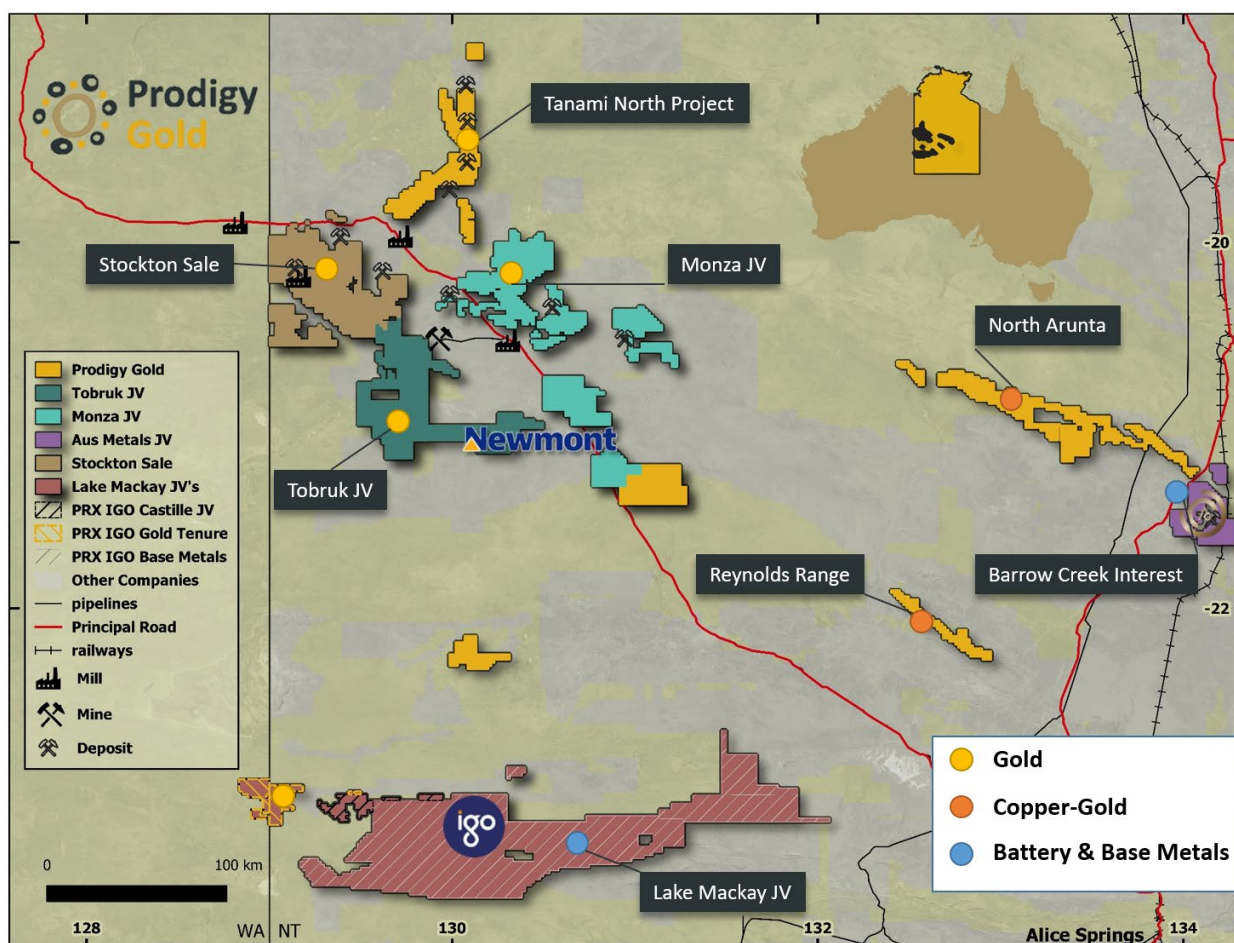 Prodigy
Gold
Tanami North Project
Stockton Sale
Monza JV
-20
North Arunta
Prodigy Gold
Tobruk JV
Monza JV
Aus Metals JV
Stockton Sale
Lake Mackay JV's
PRX IGO Castille JV
PRX IGO Gold Tenure
PRX IGO Base Metals
Other Companies
pipelines
Principal Road
railways
Mill
Mine
Deposit
Newmont
Tobruk JV
Reynolds Range
Barrow Creek Interest
-22
Gold
Copper-Gold
Battery & Base Metals
igo
Lake Mackay JV
0 100 km
128 WA NT 130 132 134
Alice Springs